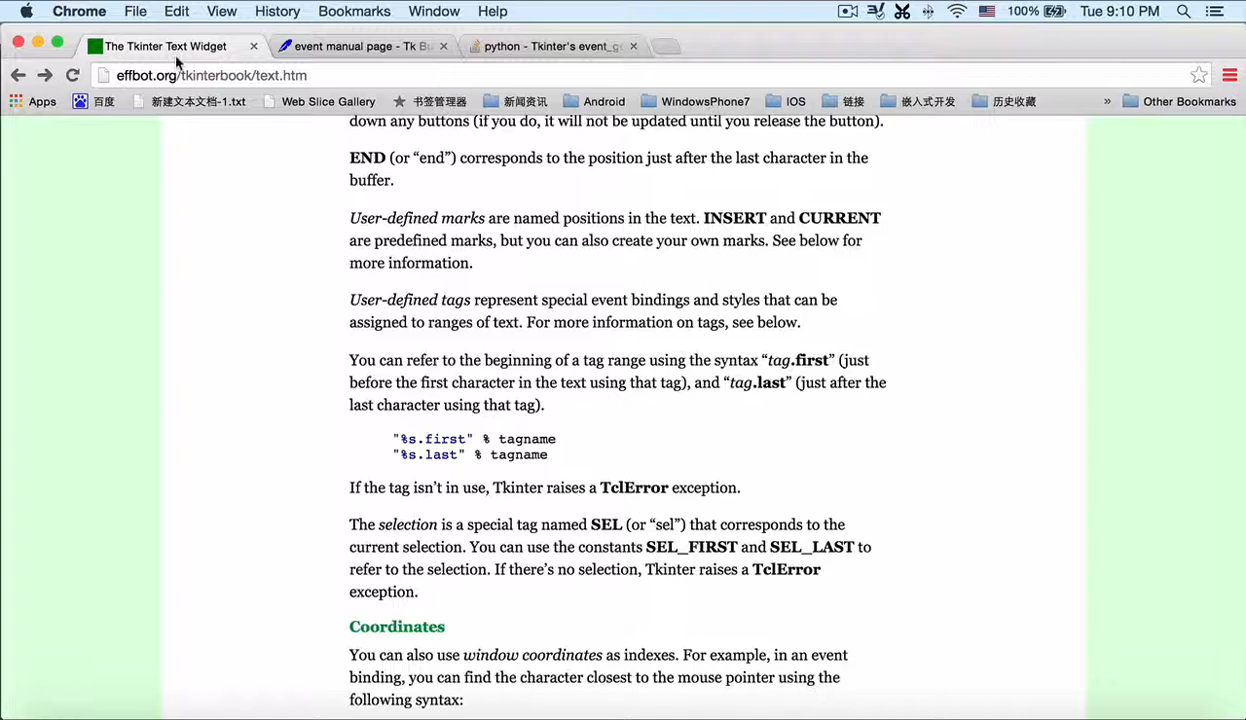 Chrome File Edit View History Bookmarks Window Help 100% Tue 9:10 PM
The Tkinter Text Widget event manual page - Tk Bu python - Tkinter's event_g
effbot.org/tkinterbook/text.htm
Apps 百度 新建文本文档-1.txt Web Slice Gallery 书签管理器 新闻资讯 Android WindowsPhone7 IOS 链接 嵌入式开发 历史收藏 » Other Bookmarks
down any buttons (if you do, it will not be updated until you release the button).
END (or “end”) corresponds to the position just after the last character in the
buffer.
User-defined marks are named positions in the text. INSERT and CURRENT
are predefined marks, but you can also create your own marks. See below for
more information.
User-defined tags represent special event bindings and styles that can be
assigned to ranges of text. For more information on tags, see below.
You can refer to the beginning of a tag range using the syntax “tag.first” (just
before the first character in the text using that tag), and “tag.last” (just after the
last character using that tag).
"%s.first" % tagname
"%s.last" % tagname
If the tag isn’t in use, Tkinter raises a TclError exception.
The selection is a special tag named SEL (or “sel”) that corresponds to the
current selection. You can use the constants SEL_FIRST and SEL_LAST to
refer to the selection. If there’s no selection, Tkinter raises a TclError
exception.
Coordinates
You can also use window coordinates as indexes. For example, in an event
binding, you can find the character closest to the mouse pointer using the
following syntax: